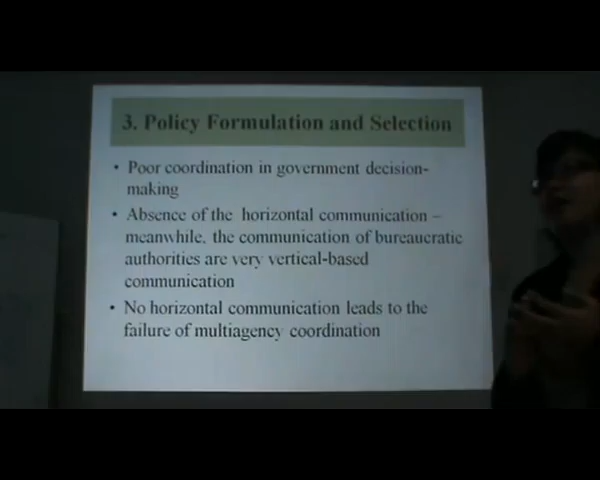 3. Policy Formulation and Selection
• Poor coordination in government decision-
making
• Absence of the horizontal communication –
meanwhile, the communication of bureaucratic
authorities are very vertical-based
communication
• No horizontal communication leads to the
failure of multiagency coordination